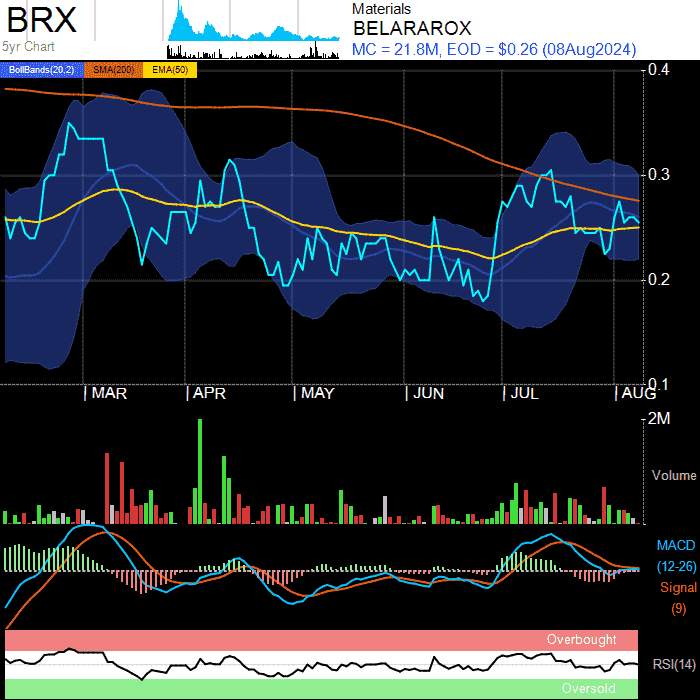 BRX
5yr Chart
Materials
BELARAROX
MC = 21.8M, EOD = $0.26 (08Aug2024)
BollBands(20,2) SMA(200) EMA(50)
0.4
0.3
0.2
0.1
| MAR | APR | MAY | JUN | JUL | AUG
2M
Volume
MACD
(12-26)
Signal
(9)
Overbought
RSI(14)
Oversold